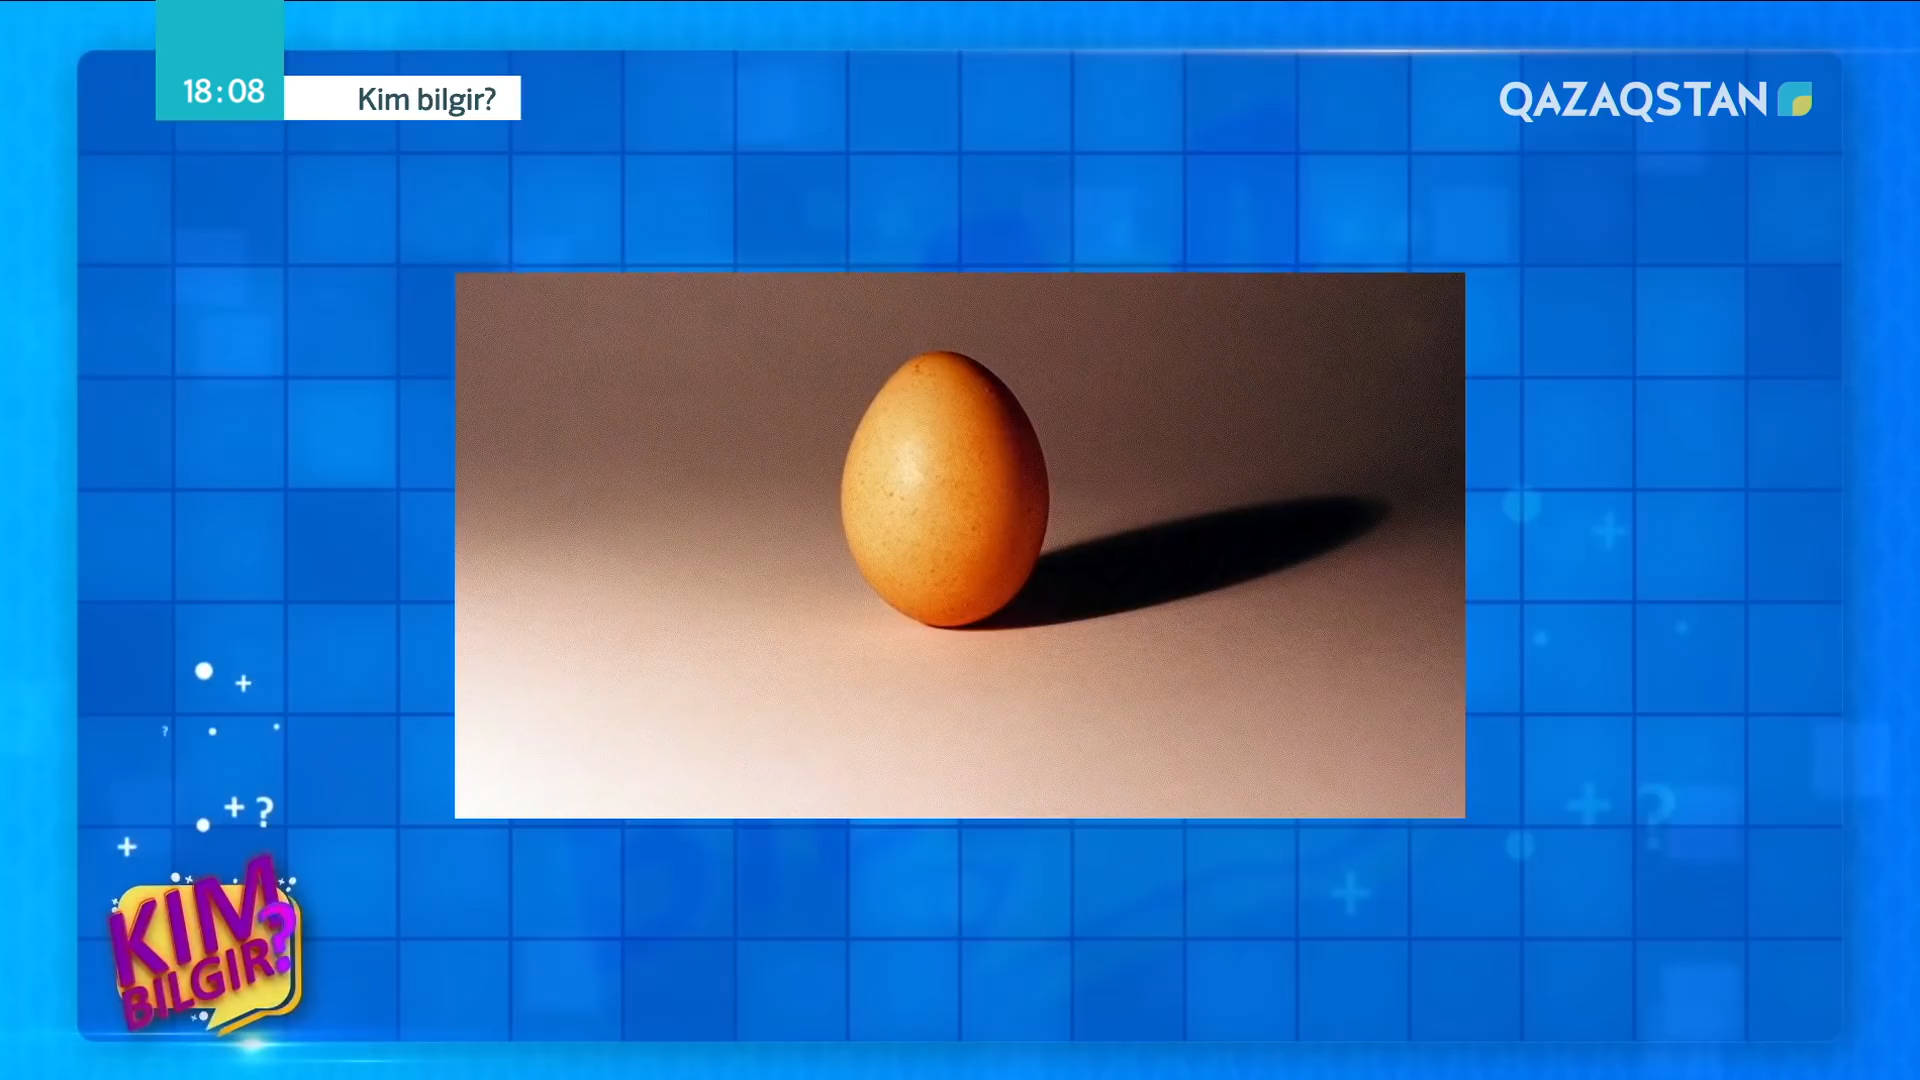 18:08
Kim bilgir?
QAZAQSTAN
?
+ ?
KIM
BILGIR?